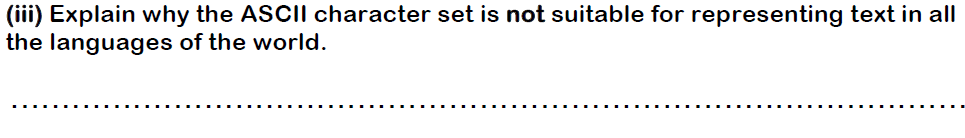 (iii) Explain why the ASCII character set is not suitable for representing text in all
the languages of the world.
................................................................................................